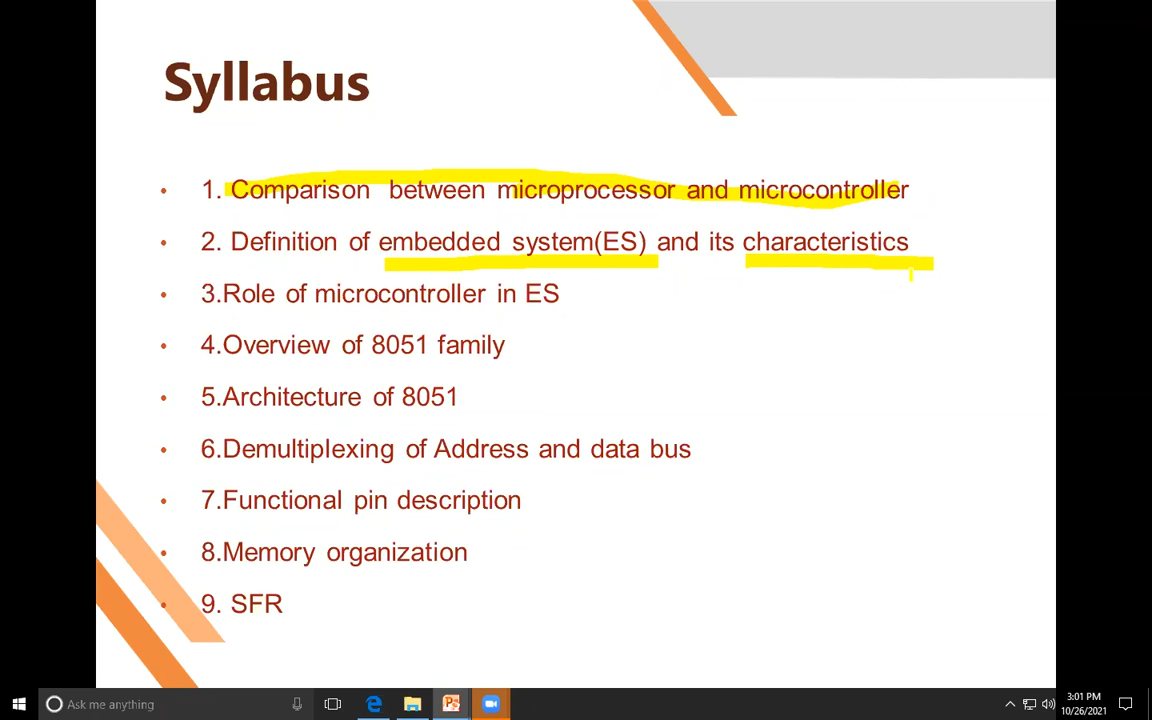 Syllabus
• 1. Comparison between microprocessor and microcontroller
• 2. Definition of embedded system(ES) and its characteristics
• 3.Role of microcontroller in ES
• 4.Overview of 8051 family
• 5.Architecture of 8051
• 6.Demultiplexing of Address and data bus
• 7.Functional pin description
• 8.Memory organization
• 9. SFR
Ask me anything
3:01 PM
10/26/2021